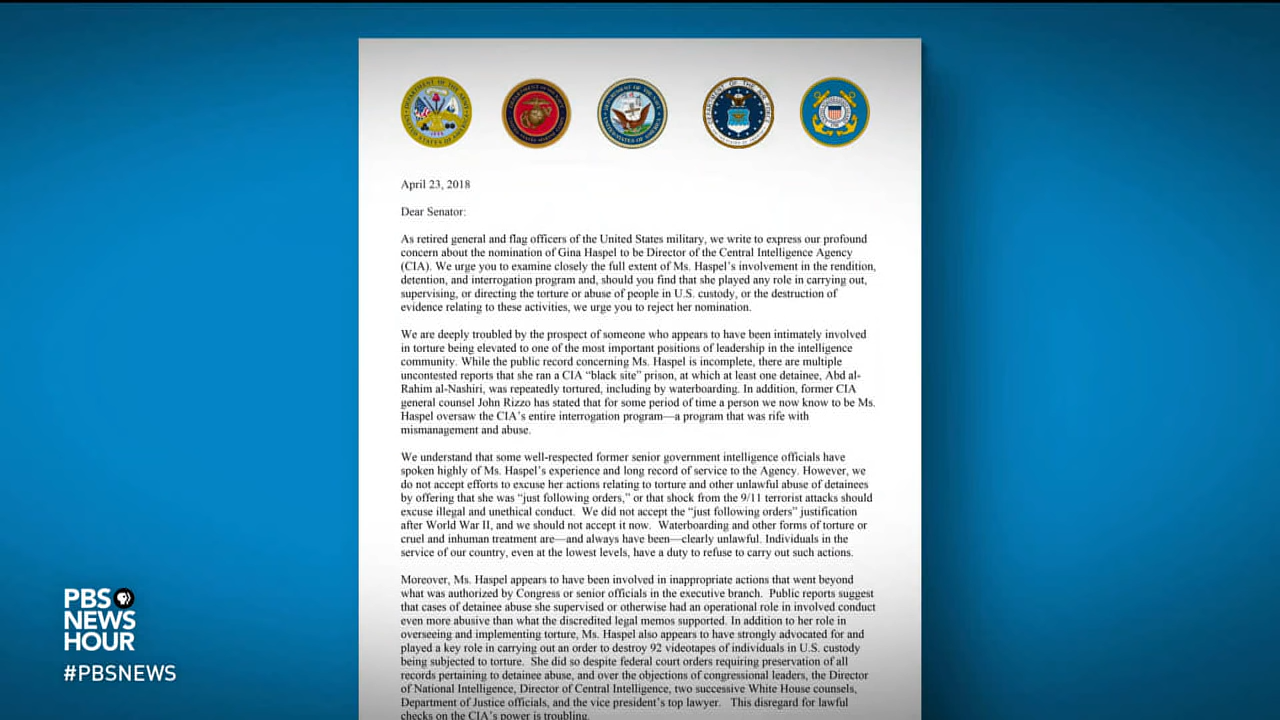 April 23, 2018
Dear Senator:
As retired general and flag officers of the United States military, we write to express our profound
concern about the nomination of Gina Haspel to be Director of the Central Intelligence Agency
(CIA). We urge you to examine closely the full extent of Ms. Haspel's involvement in the rendition,
detention, and interrogation program and, should you find that she played any role in carrying out,
supervising, or directing the torture or abuse of people in U.S. custody, or the destruction of
evidence relating to these activities, we urge you to reject her nomination.
We are deeply troubled by the prospect of someone who appears to have been intimately involved
in torture being elevated to one of the most important positions of leadership in the intelligence
community. While the public record concerning Ms. Haspel is incomplete, there are multiple
uncontested reports that she ran a CIA “black site” prison, at which at least one detainee, Abd al-
Rahim al-Nashiri, was repeatedly tortured, including by waterboarding. In addition, former CIA
general counsel John Rizzo has stated that for some period of time a person we now know to be Ms.
Haspel oversaw the CIA's entire interrogation program—a program that was rife with
mismanagement and abuse.
We understand that some well-respected former senior government intelligence officials have
spoken highly of Ms. Haspel's experience and long record of service to the Agency. However, we
do not accept efforts to excuse her actions relating to torture and other unlawful abuse of detainees
by offering that she was “just following orders,” or that shock from the 9/11 terrorist attacks should
excuse illegal and unethical conduct. We did not accept the “just following orders” justification
after World War II, and we should not accept it now. Waterboarding and other forms of torture or
cruel and inhuman treatment are—and always have been—clearly unlawful. Individuals in the
service of our country, even at the lowest levels, have a duty to refuse to carry out such actions.
Moreover, Ms. Haspel appears to have been involved in inappropriate actions that went beyond
what was authorized by Congress or senior officials in the executive branch. Public reports suggest
that cases of detainee abuse she supervised or otherwise had an operational role in involved conduct
even more abusive than what the discredited legal memos supported. In addition to her role in
overseeing and implementing torture, Ms. Haspel also appears to have strongly advocated for and
played a key role in carrying out an order to destroy 92 videotapes of individuals in U.S. custody
being subjected to torture. She did so despite federal court orders requiring preservation of all
records pertaining to detainee abuse, and over the objections of congressional leaders, the Director
of National Intelligence, Director of Central Intelligence, two successive White House counsels,
Department of Justice officials, and the vice president's top lawyer. This disregard for lawful
checks on the CIA's power is troubling.
PBS
NEWS
HOUR
#PBSNEWS